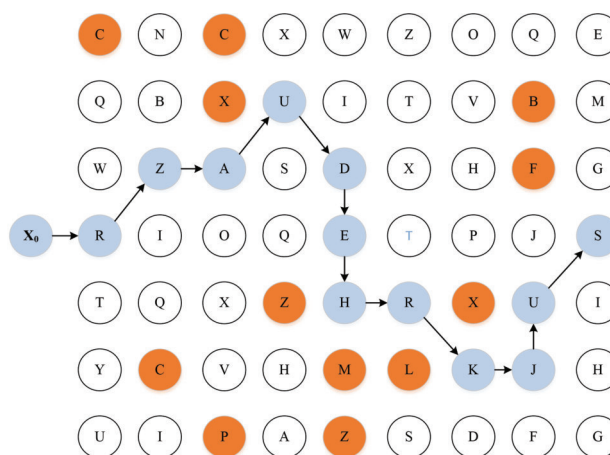 C N C X W Z O Q E
Q B X U I T V B M
W Z A S D X H F G
X₀ R I O Q E T P J S
T Q X Z H R X U I
Y C V H M L K J H
U I P A Z S D F G